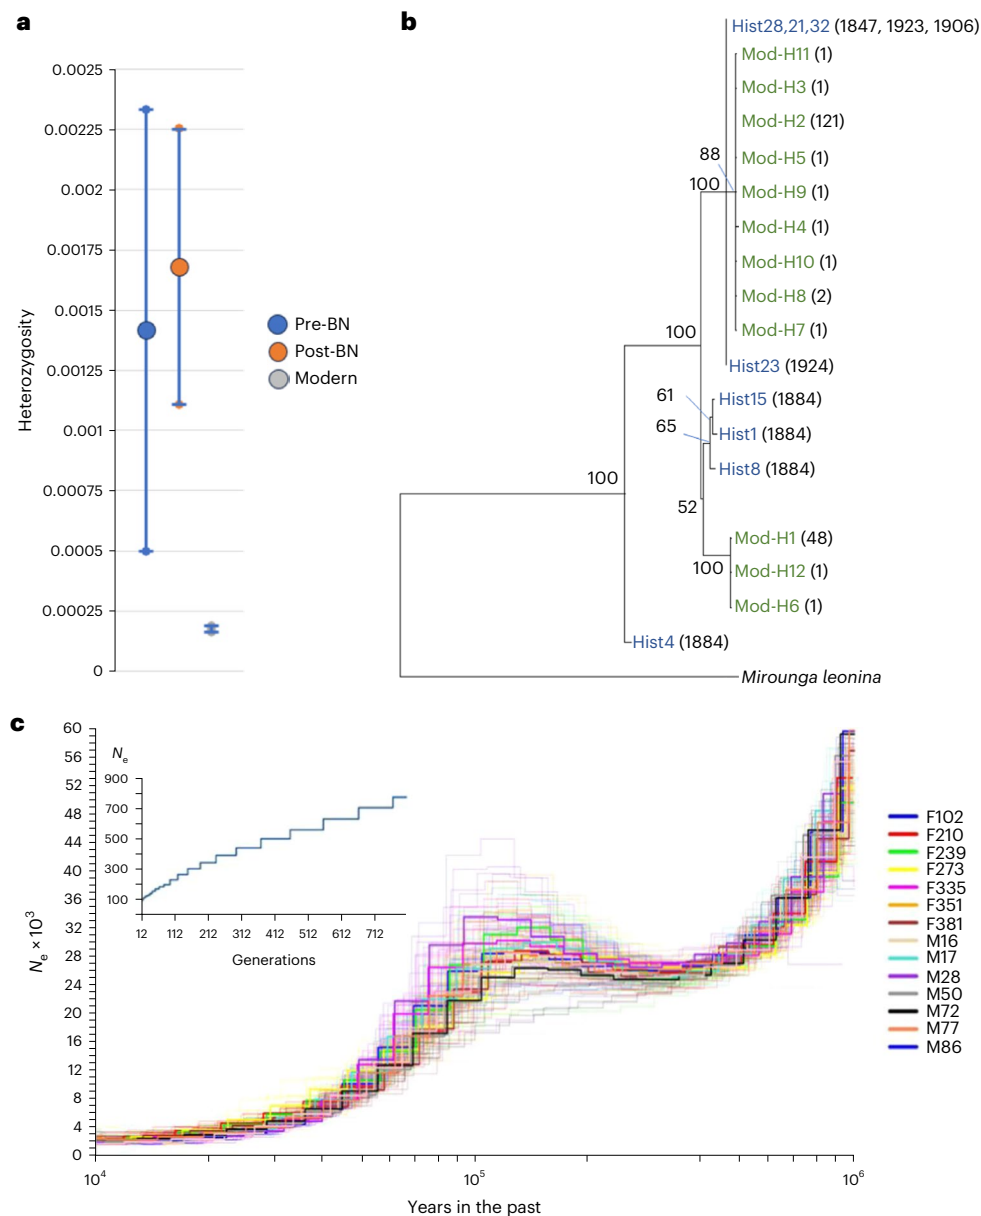 a
0.0025
0.00225
0.002
0.00175
0.0015
0.00125
0.001
0.00075
0.0005
0.00025
0
Heterozygosity
Pre-BN
Post-BN
Modern
b
Hist28,21,32 (1847, 1923, 1906)
Mod-H11 (1)
Mod-H3 (1)
Mod-H2 (121)
Mod-H5 (1)
Mod-H9 (1)
Mod-H4 (1)
Mod-H10 (1)
Mod-H8 (2)
Mod-H7 (1)
Hist23 (1924)
Hist15 (1884)
Hist1 (1884)
Hist8 (1884)
Mod-H1 (48)
Mod-H12 (1)
Mod-H6 (1)
Hist4 (1884)
Mirounga leonina
88
100
100
61
65
100
52
100
c
60
56
52
48
44
40
36
32
28
24
20
16
12
8
4
0
Ne × 10³
10⁴ 10⁵ 10⁶
Years in the past
Ne
900
700
500
300
100
12 112 212 312 412 512 612 712
Generations
F102
F210
F239
F273
F335
F351
F381
M16
M17
M28
M50
M72
M77
M86